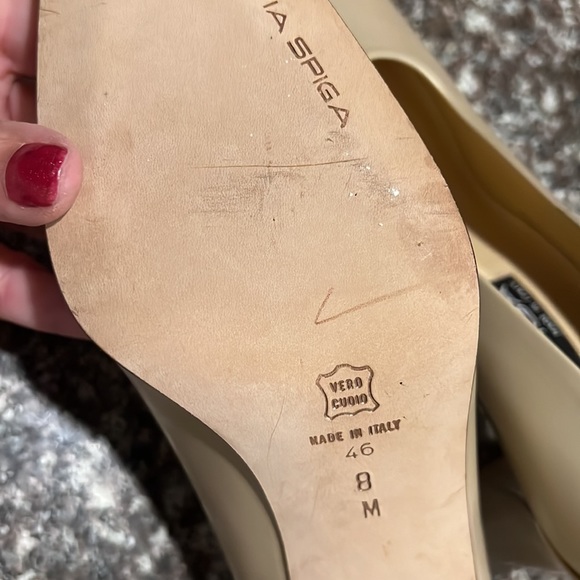 IA SPIGA
VERO
CUOIO
MADE IN ITALY
46
8
M